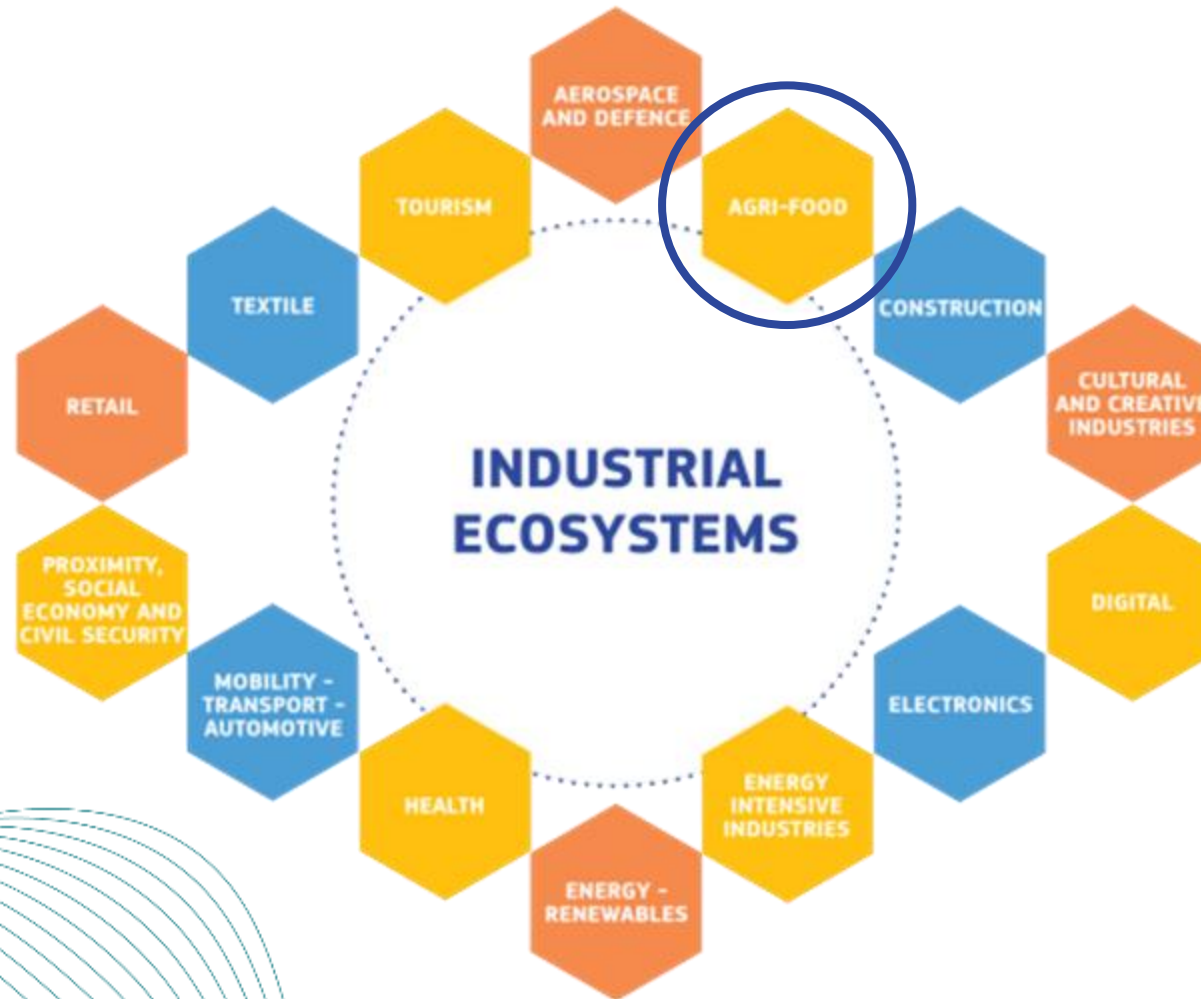 AEROSPACE
AND DEFENCE
TOURISM
AGRI-FOOD
TEXTILE
CONSTRUCTION
RETAIL
CULTURAL
AND CREATIVE
INDUSTRIES
INDUSTRIAL
ECOSYSTEMS
PROXIMITY,
SOCIAL
ECONOMY AND
CIVIL SECURITY
DIGITAL
MOBILITY -
TRANSPORT -
AUTOMOTIVE
ELECTRONICS
HEALTH
ENERGY
INTENSIVE
INDUSTRIES
ENERGY -
RENEWABLES